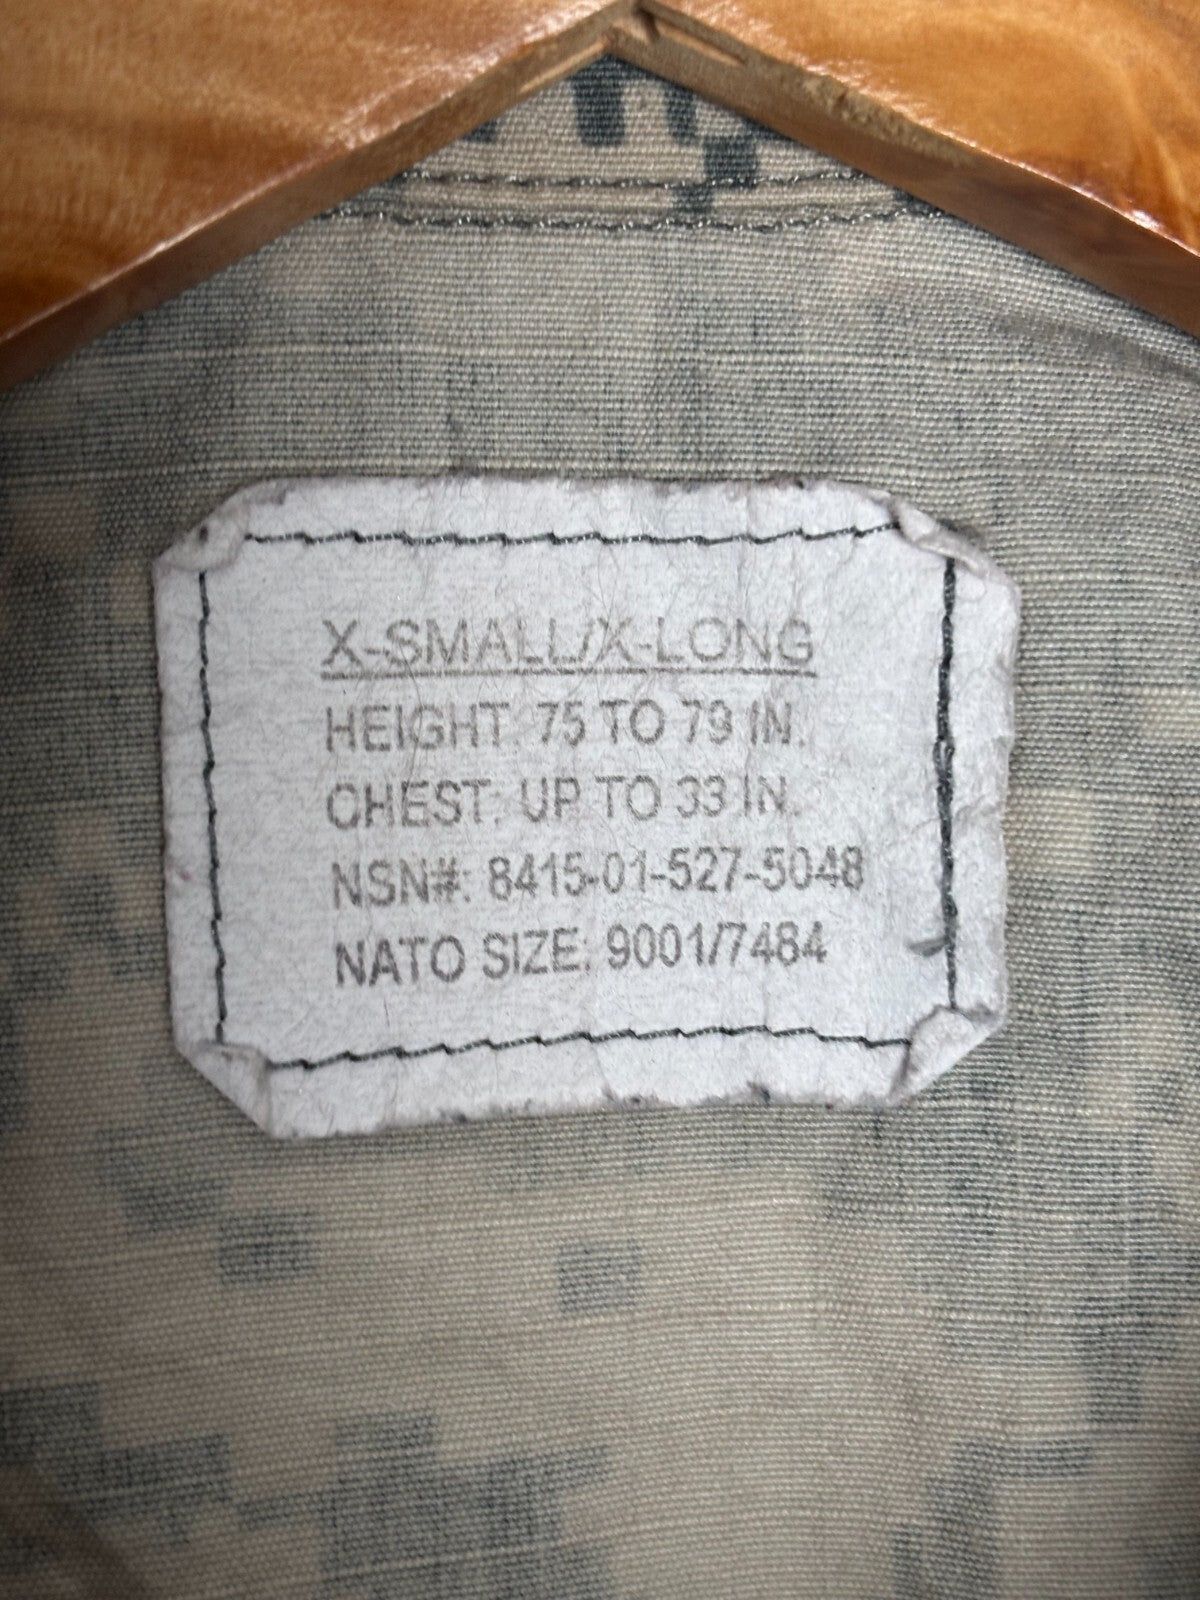 X-SMALL/X-LONG
HEIGHT: 75 TO 79 IN.
CHEST: UP TO 33 IN.
NSN#: 8415-01-527-5048
NATO SIZE: 9001/7484